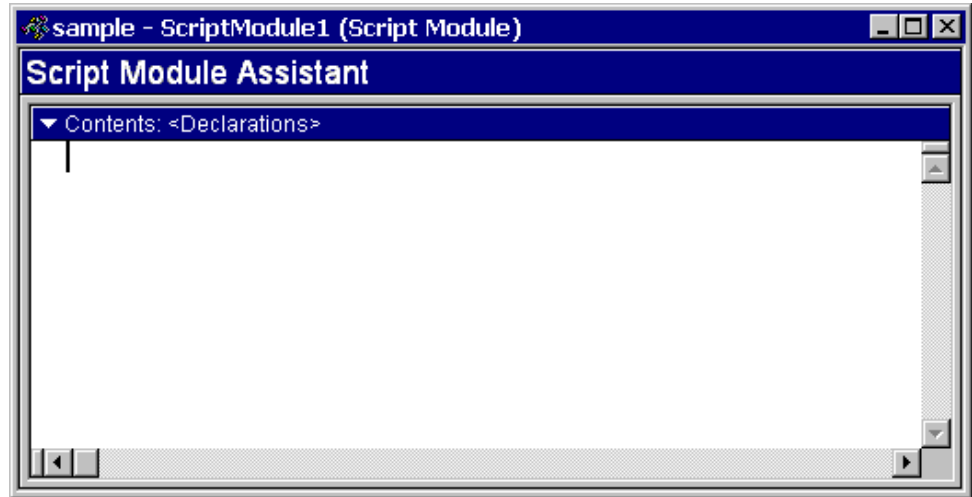 sample - ScriptModule1 (Script Module)
Script Module Assistant
Contents: <Declarations>